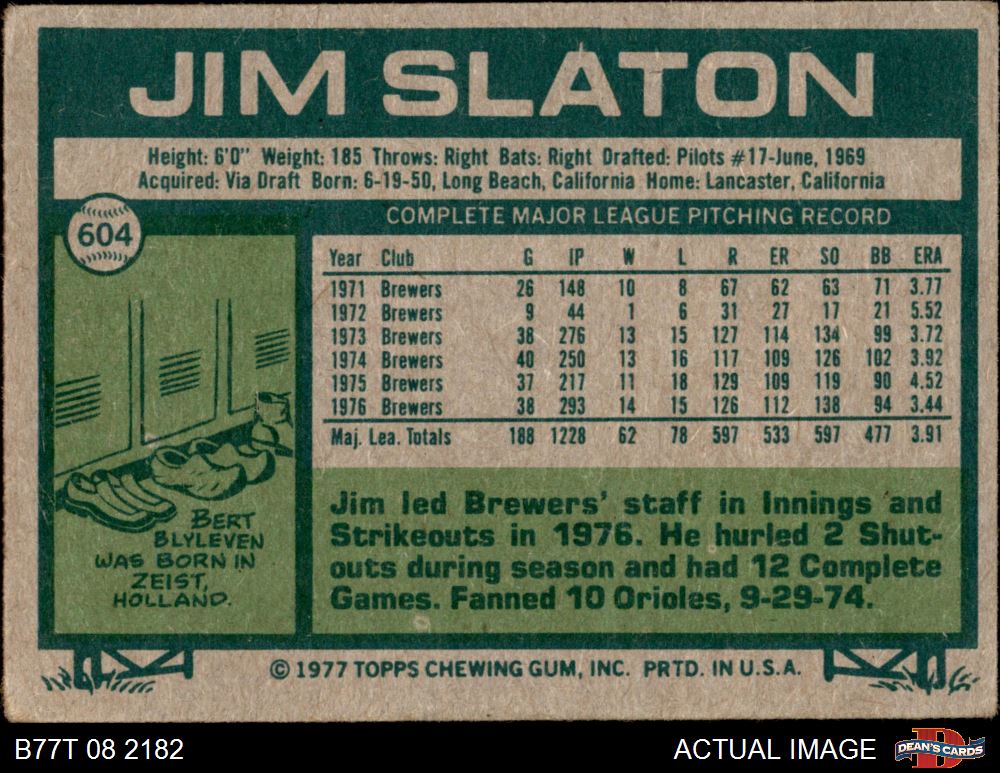 JIM SLATON
Height: 6'0" Weight: 185 Throws: Right Bats: Right Drafted: Pilots #17-June, 1969
Acquired: Via Draft Born: 6-19-50, Long Beach, California Home: Lancaster, California
604
COMPLETE MAJOR LEAGUE PITCHING RECORD
Year Club G IP W L R ER SO BB ERA
1971 Brewers 26 148 10 8 67 62 63 71 3.77
1972 Brewers 9 44 1 6 31 27 17 21 5.52
1973 Brewers 38 276 13 15 127 114 134 99 3.72
1974 Brewers 40 250 13 16 117 109 126 102 3.92
1975 Brewers 37 217 11 18 129 109 119 90 4.52
1976 Brewers 38 293 14 15 126 112 138 94 3.44
Maj. Lea. Totals 188 1228 62 78 597 533 597 477 3.91
BERT
BLYLEVEN
WAS BORN IN
ZEIST,
HOLLAND.
Jim led Brewers' staff in Innings and
Strikeouts in 1976. He hurled 2 Shut-
outs during season and had 12 Complete
Games. Fanned 10 Orioles, 9-29-74.
© 1977 TOPPS CHEWING GUM, INC. PRTD. IN U.S.A.
B77T 08 2182
ACTUAL IMAGE
DEAN'S CARDS